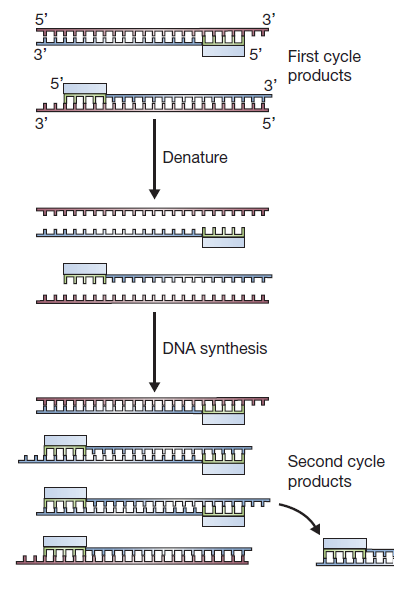 5’ 3’
3’ 5’
First cycle
products
5’ 3’
3’ 5’
Denature
DNA synthesis
Second cycle
products